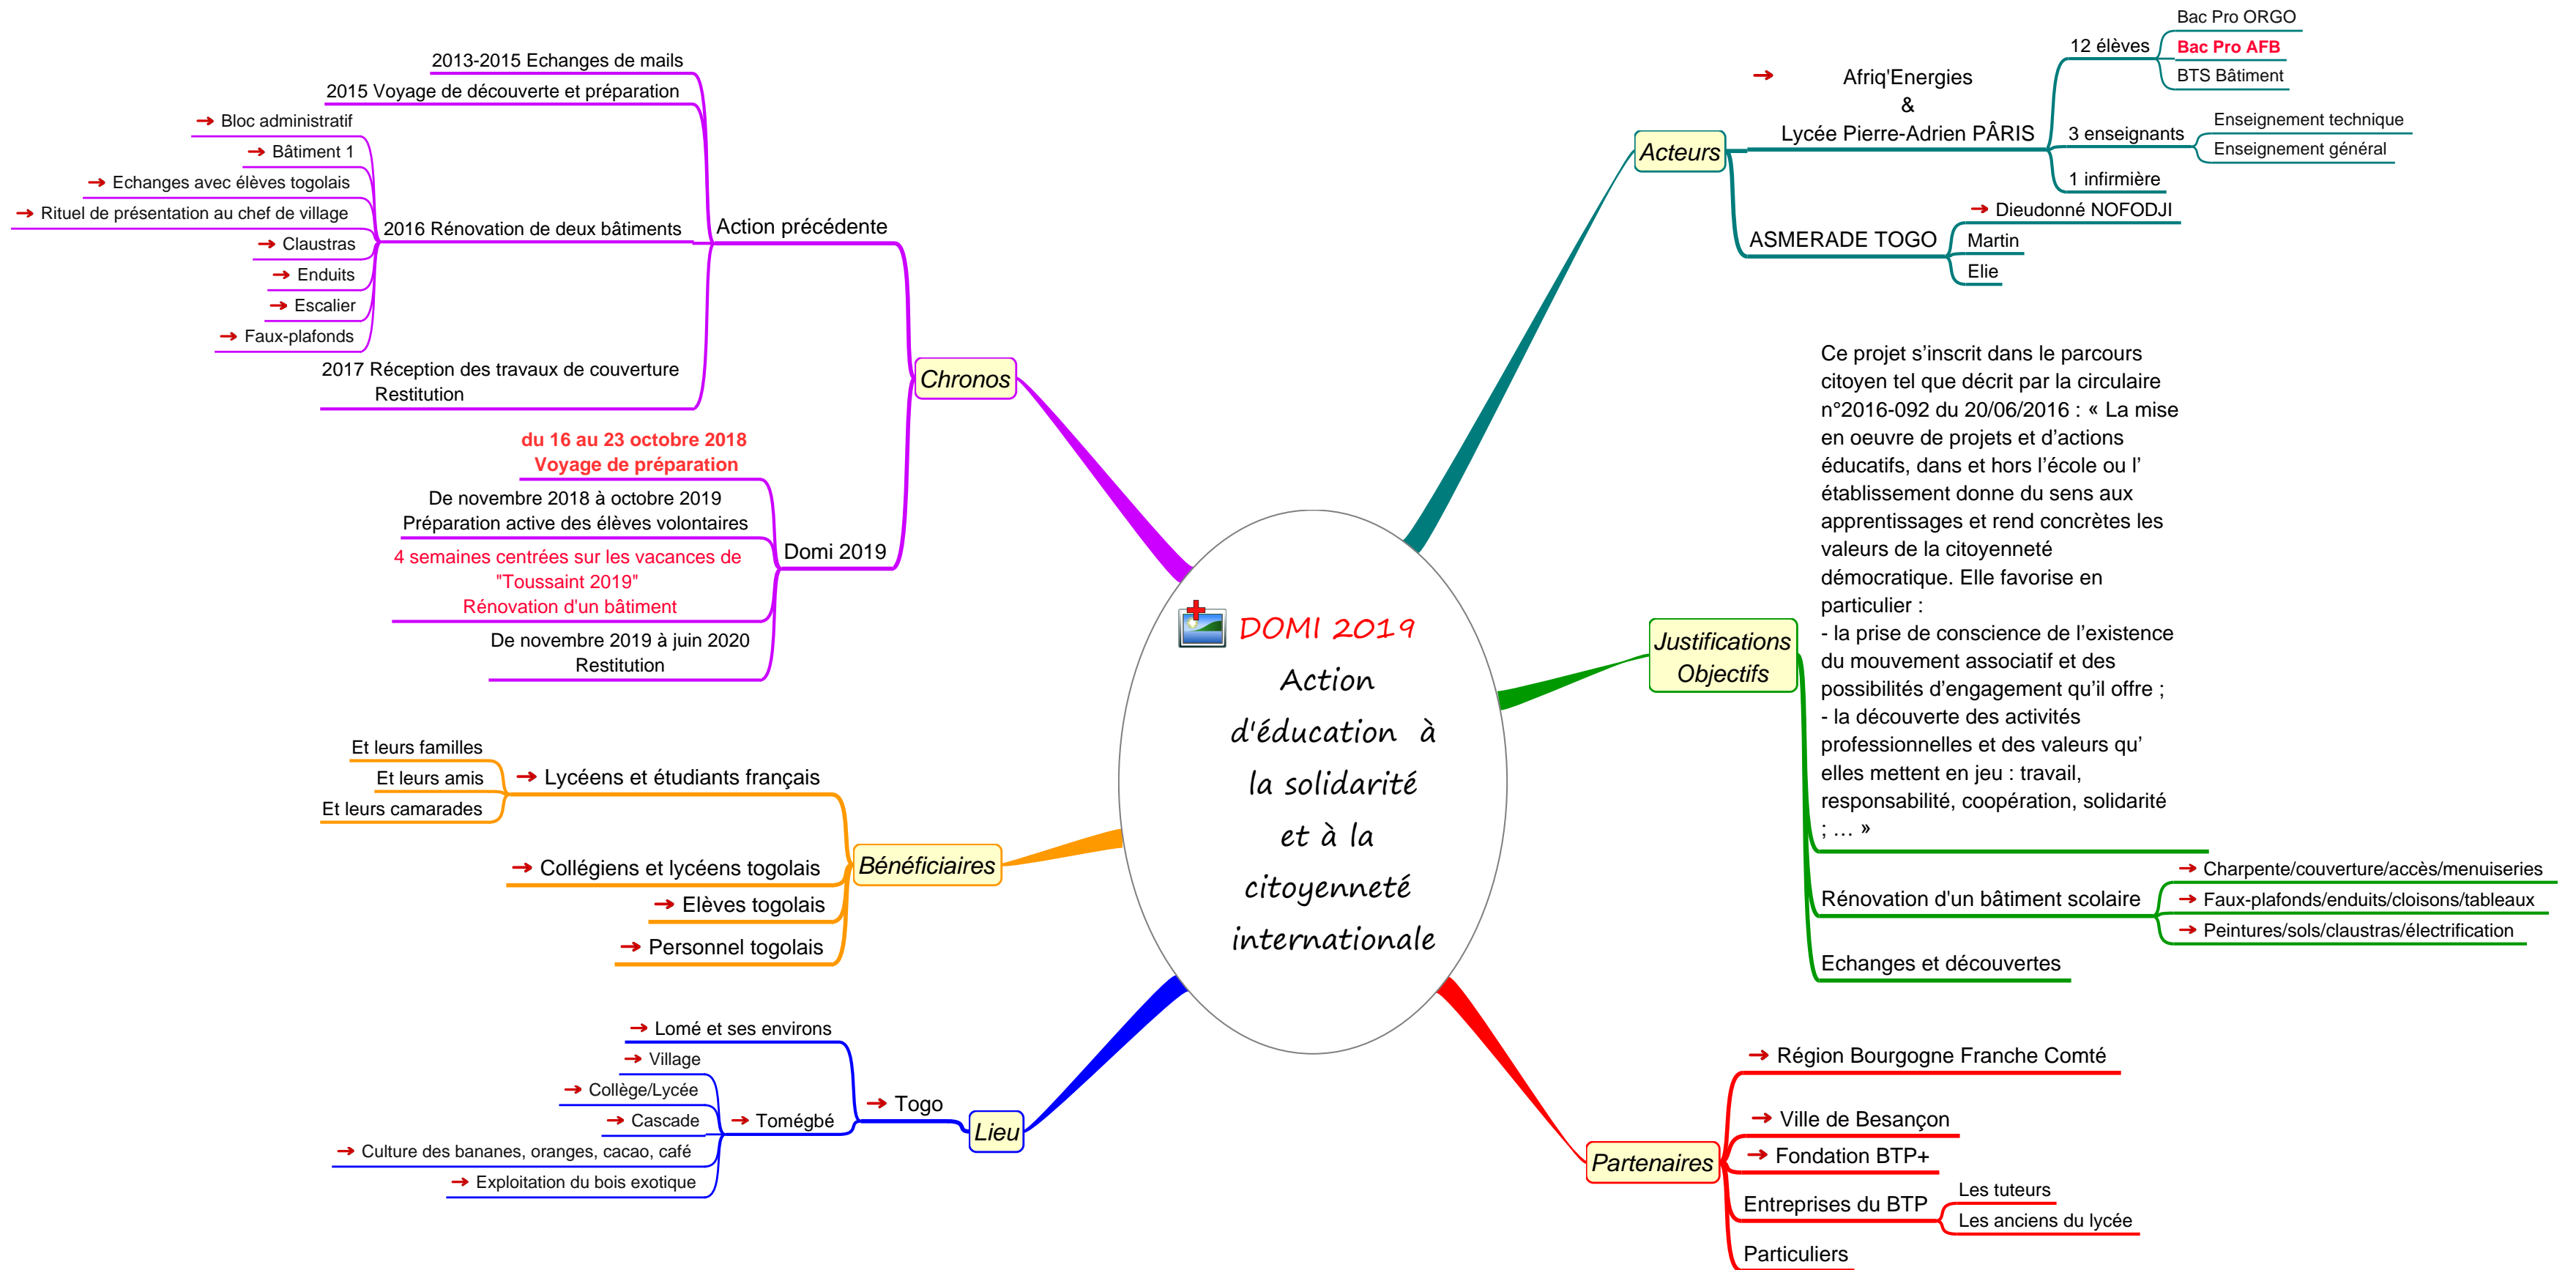 DOMI 2019
Action
d'éducation à
la solidarité
et à la
citoyenneté
internationale
Acteurs
Afriq'Energies
&
Lycée Pierre-Adrien PÂRIS
12 élèves
Bac Pro ORGO
Bac Pro AFB
BTS Bâtiment
3 enseignants
Enseignement technique
Enseignement général
1 infirmière
ASMERADE TOGO
Dieudonné NOFODJI
Martin
Elie
Justifications
Objectifs
Ce projet s’inscrit dans le parcours
citoyen tel que décrit par la circulaire
n°2016-092 du 20/06/2016 : « La mise
en oeuvre de projets et d’actions
éducatifs, dans et hors l’école ou l’
établissement donne du sens aux
apprentissages et rend concrètes les
valeurs de la citoyenneté
démocratique. Elle favorise en
particulier :
- la prise de conscience de l’existence
du mouvement associatif et des
possibilités d’engagement qu’il offre ;
- la découverte des activités
professionnelles et des valeurs qu’
elles mettent en jeu : travail,
responsabilité, coopération, solidarité
; … »
Rénovation d'un bâtiment scolaire
Charpente/couverture/accès/menuiseries
Faux-plafonds/enduits/cloisons/tableaux
Peintures/sols/claustras/électrification
Echanges et découvertes
Partenaires
Région Bourgogne Franche Comté
Ville de Besançon
Fondation BTP+
Entreprises du BTP
Les tuteurs
Les anciens du lycée
Particuliers
Chronos
Action précédente
2013-2015 Echanges de mails
2015 Voyage de découverte et préparation
2016 Rénovation de deux bâtiments
Bloc administratif
Bâtiment 1
Echanges avec élèves togolais
Rituel de présentation au chef de village
Claustras
Enduits
Escalier
Faux-plafonds
2017 Réception des travaux de couverture
Restitution
Domi 2019
du 16 au 23 octobre 2018
Voyage de préparation
De novembre 2018 à octobre 2019
Préparation active des élèves volontaires
4 semaines centrées sur les vacances de
"Toussaint 2019"
Rénovation d'un bâtiment
De novembre 2019 à juin 2020
Restitution
Bénéficiaires
Lycéens et étudiants français
Et leurs familles
Et leurs amis
Et leurs camarades
Collégiens et lycéens togolais
Elèves togolais
Personnel togolais
Lieu
Togo
Lomé et ses environs
Tomégbé
Village
Collège/Lycée
Cascade
Culture des bananes, oranges, cacao, café
Exploitation du bois exotique